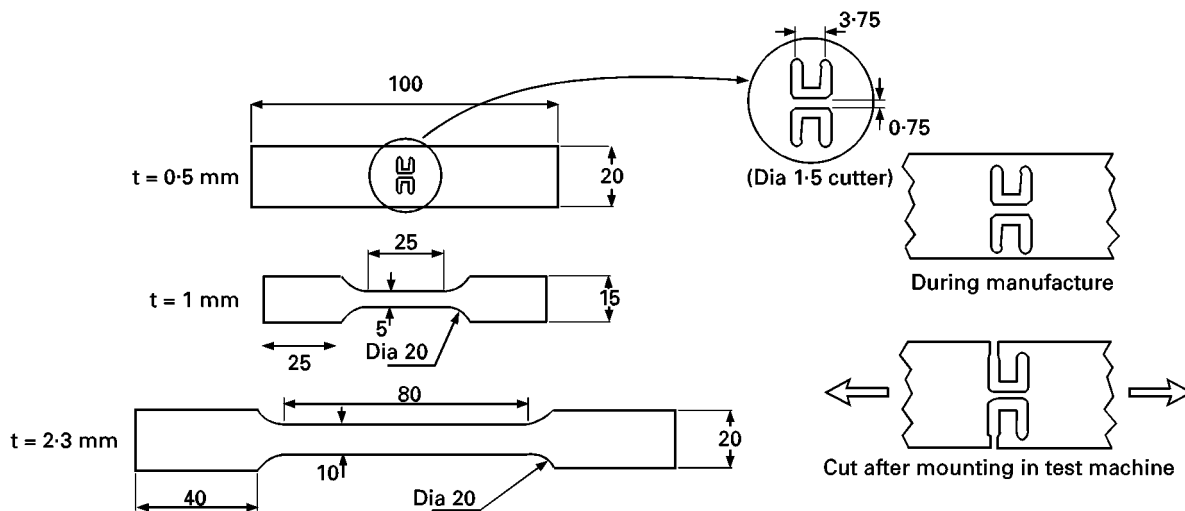 3·75
100
0·75
(Dia 1·5 cutter)
t = 0·5 mm
20
25
During manufacture
t = 1 mm
15
5
Dia 20
25
80
t = 2·3 mm
20
10
Cut after mounting in test machine
40
Dia 20